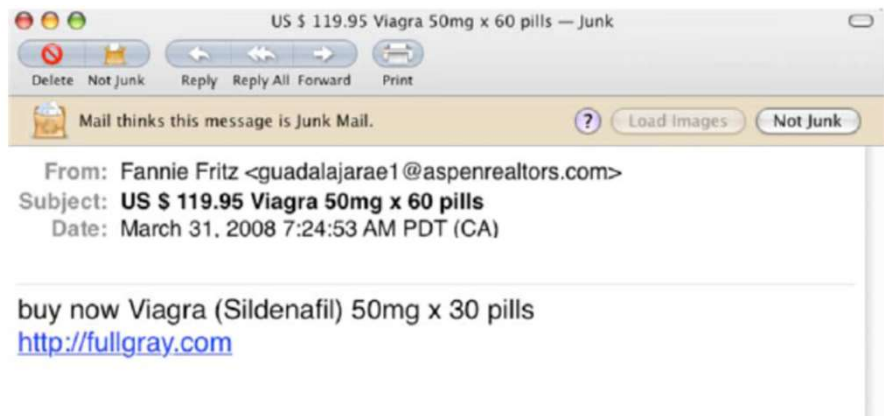 US $ 119.95 Viagra 50mg x 60 pills — Junk
Delete Not Junk Reply Reply All Forward Print
Mail thinks this message is Junk Mail. ? Load Images Not Junk
From: Fannie Fritz <guadalajarae1@aspenrealtors.com>
Subject: US $ 119.95 Viagra 50mg x 60 pills
Date: March 31, 2008 7:24:53 AM PDT (CA)
buy now Viagra (Sildenafil) 50mg x 30 pills
http://fullgray.com